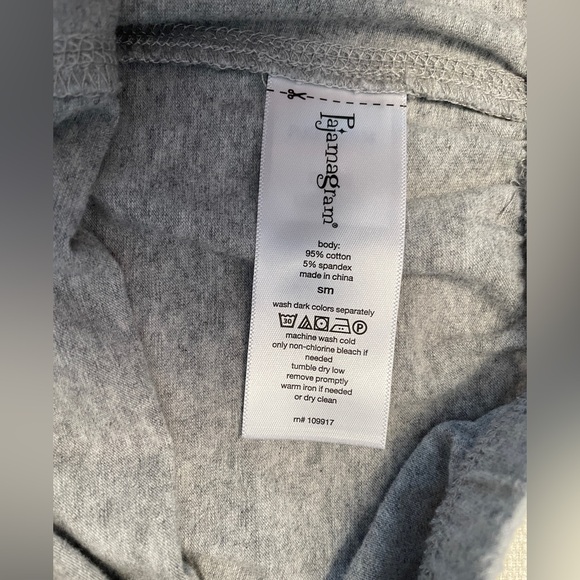 Pajamagram®
body:
95% cotton
5% spandex
made in china
sm
wash dark colors separately
30 P
machine wash cold
only non-chlorine bleach if
needed
tumble dry low
remove promptly
warm iron if needed
or dry clean
rn# 109917